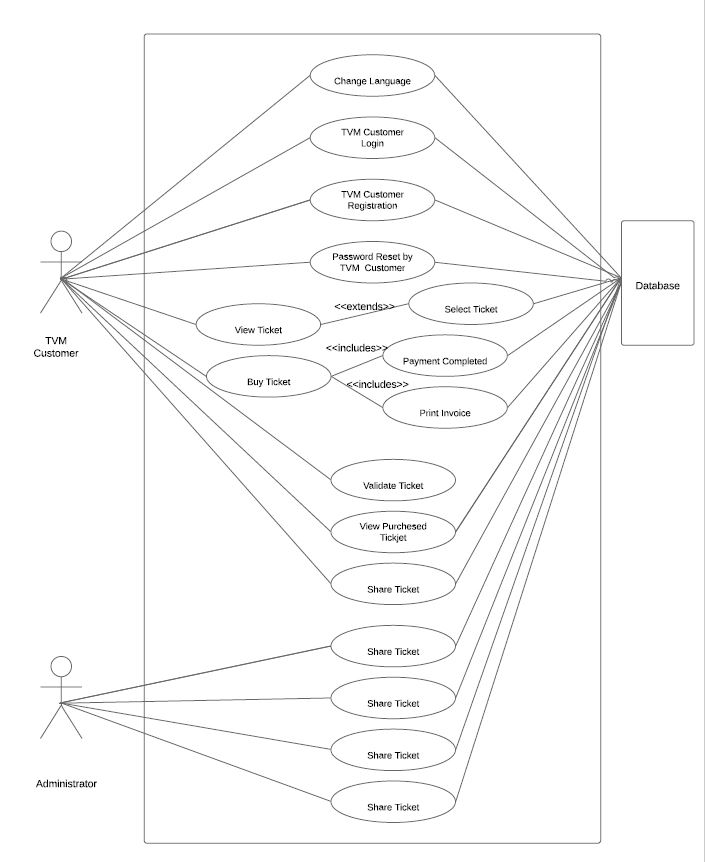 Change Language
TVM Customer
Login
TVM Customer
Registration
Password Reset by
TVM Customer
<<extends>>
Select Ticket
View Ticket
Database
TVM
Customer
<<includes>>
Payment Completed
Buy Ticket
<<includes>>
Print Invoice
Validate Ticket
View Purchesed
Tickjet
Share Ticket
Share Ticket
Share Ticket
Share Ticket
Administrator
Share Ticket